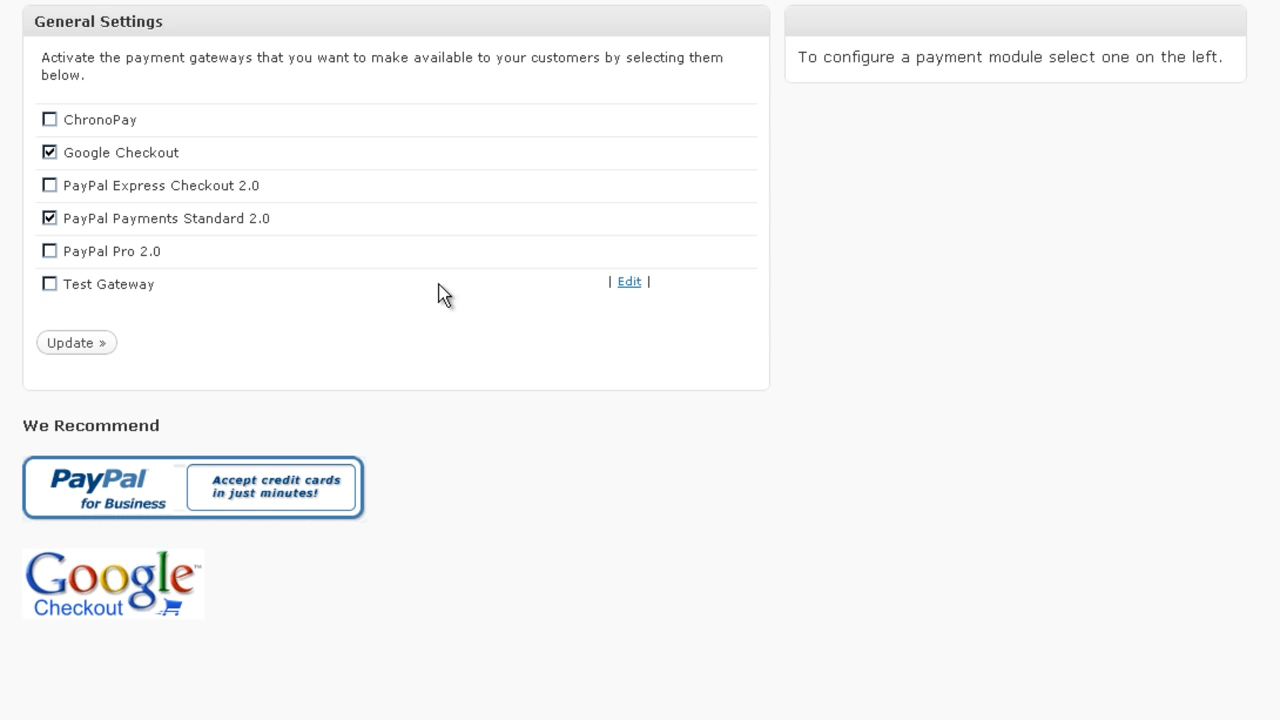 General Settings
Activate the payment gateways that you want to make available to your customers by selecting them
below.
ChronoPay
Google Checkout
PayPal Express Checkout 2.0
PayPal Payments Standard 2.0
PayPal Pro 2.0
Test Gateway | Edit |
Update »
To configure a payment module select one on the left.
We Recommend
PayPal
for Business
Accept credit cards
in just minutes!
Google™
Checkout